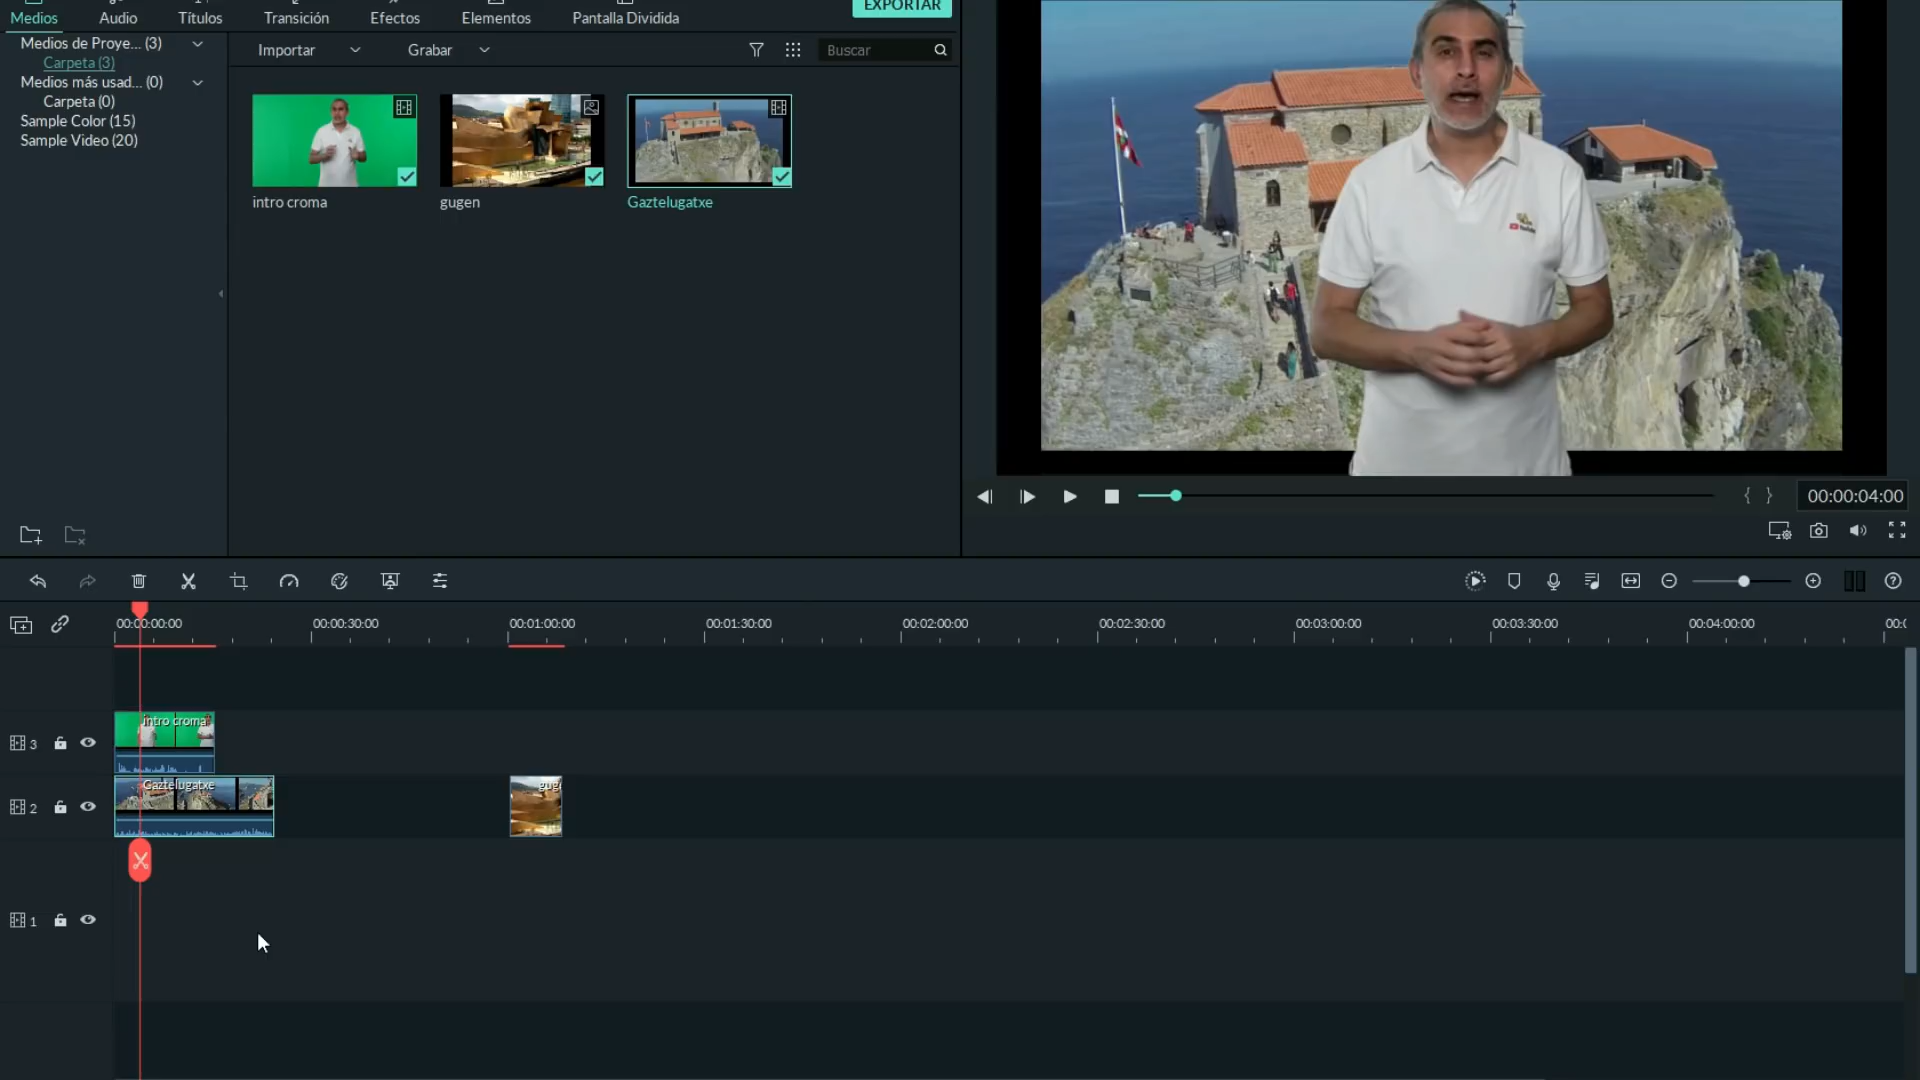 Medios
Audio
Títulos
Transición
Efectos
Elementos
Pantalla Dividida
EXPORTAR
Medios de Proye... (3)
Carpeta (3)
Medios más usad... (0)
Carpeta (0)
Sample Color (15)
Sample Video (20)
Importar
Grabar
Buscar
intro croma
gugen
Gaztelugatxe
{ }
00:00:04:00
00:00:00:00
00:00:30:00
00:01:00:00
00:01:30:00
00:02:00:00
00:02:30:00
00:03:00:00
00:03:30:00
00:04:00:00
00:0
3
intro croma
2
Gaztelugatxe
guge
1